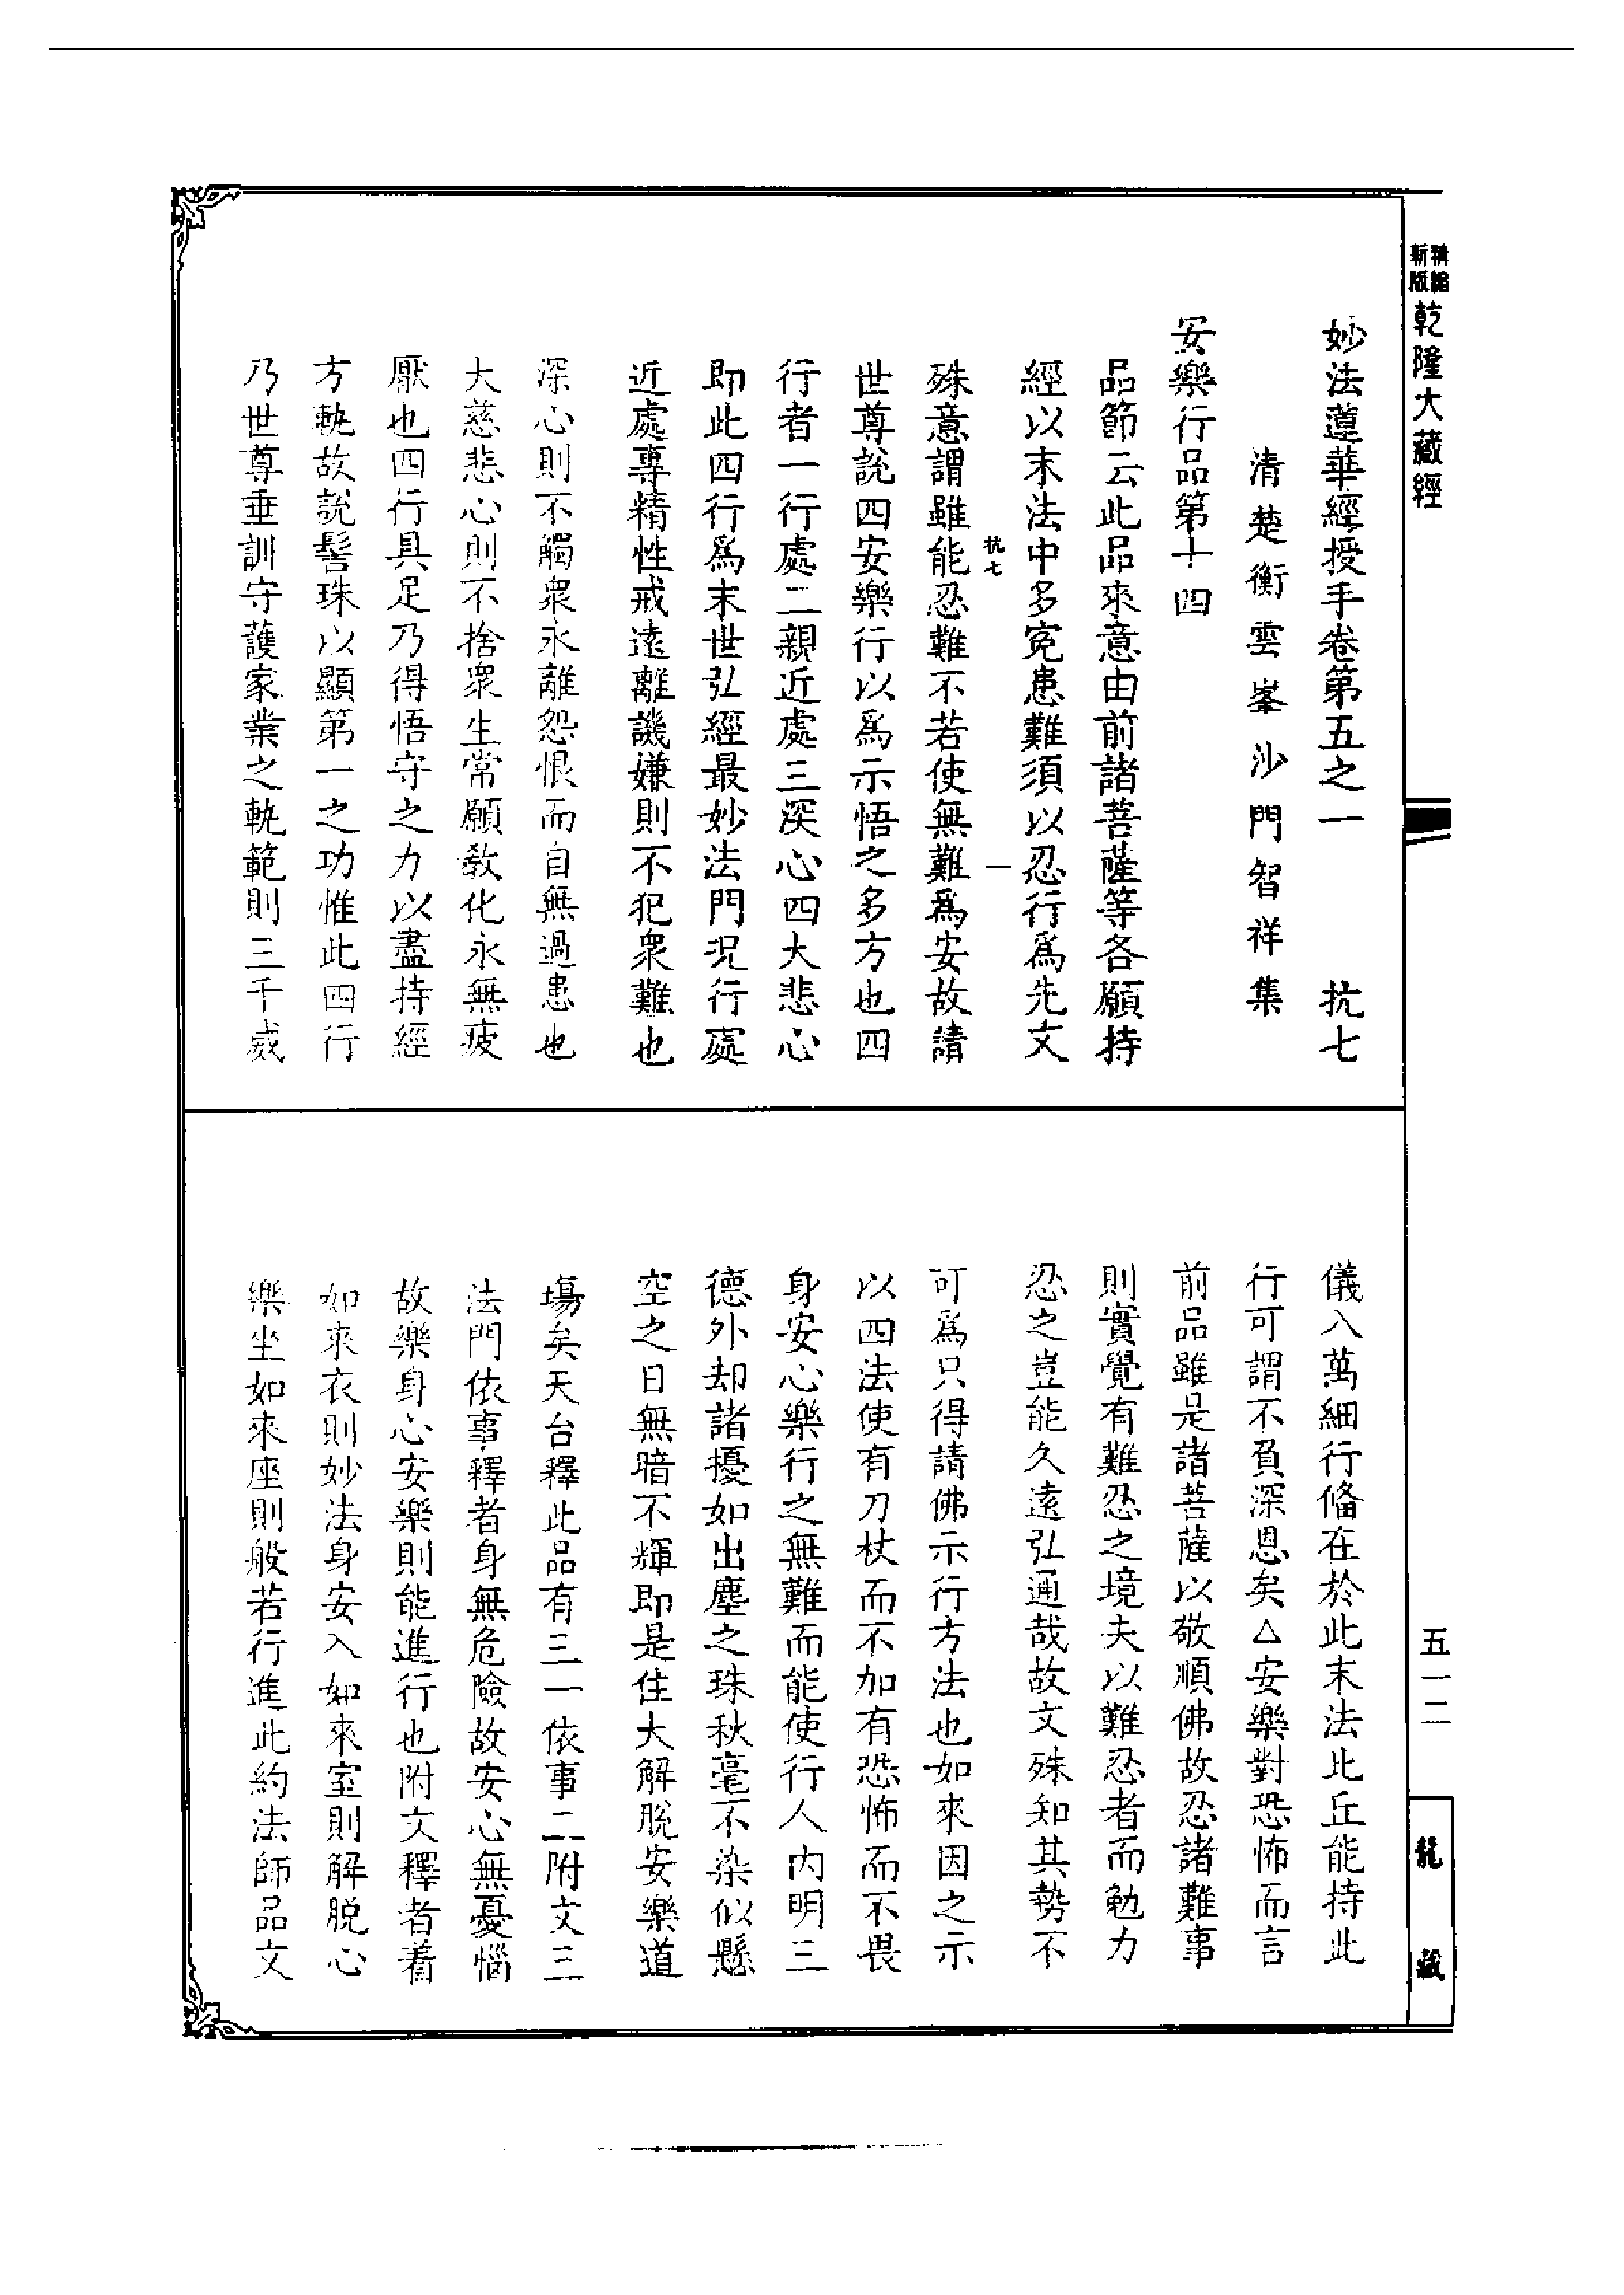 新版精縮乾隆大藏經
妙法蓮華經授手卷第五之一 抗七
清楚衡雲峯沙門智祥集
安樂行品第十四
品節云此品來意由前諸菩薩等各願持
經以末法中多寃患難須以忍行爲先文
抗七 一
殊意謂雖能忍難不若使無難爲安故請
世尊說四安樂行以爲示悟之多方也四
行者一行處二親近處三深心四大悲心
即此四行爲末世弘經最妙法門况行處
近處專精性戒遠離譏嫌則不犯衆難也
深心則不觸衆永離怨恨而自無過患也
大慈悲心則不捨衆生常願教化永無疲
厭也四行具足乃得悟守之力以盡持經
方軌故說髻珠以顯第一之功惟此四行
乃世尊垂訓守護家業之軌範則三千威
儀入萬細行俻在於此末法比丘能持此
行可謂不負深恩矣△安樂對恐怖而言
前品雖是諸菩薩以敬順佛故忍諸難事
則實覺有難忍之境夫以難忍者而勉力
忍之豈能久遠弘通哉故文殊知其勢不
可爲只得請佛示行方法也如來因之示
以四法使有刀杖而不加有恐怖而不畏
身安心樂行之無難而能使行人内明三
德外却諸擾如出塵之珠秋毫不染似懸
空之日無暗不輝即是住大解脫安樂道
塲矣天台釋此品有三一依事二附文三
法門依事釋者身無危險故安心無憂惱
故樂身心安樂則能進行也附文釋者着
如來衣則妙法身安入如來室則解脫心
樂坐如來座則般若行進此約法師品文
五一二
龍藏